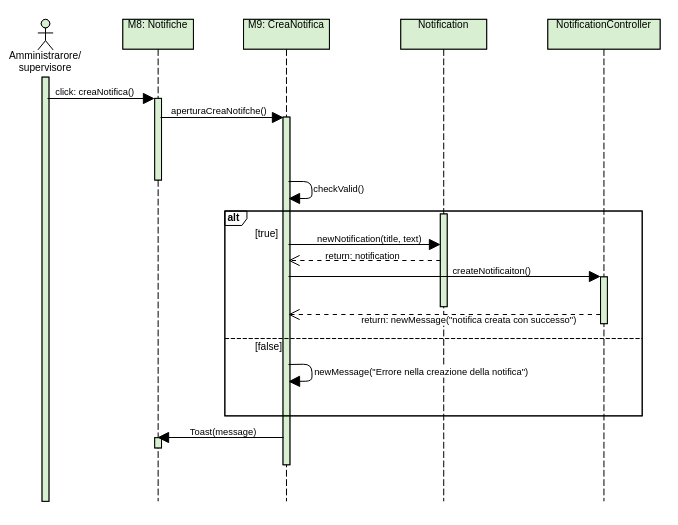 M8: Notifiche
M9: CreaNotifica
Notification
NotificationController
Amministrarore/
supervisore
click: creaNotifica()
aperturaCreaNotifche()
checkValid()
alt
[true]
newNotification(title, text)
return: notification
createNotificaiton()
return: newMessage("notifica creata con successo")
[false]
newMessage("Errore nella creazione della notifica")
Toast(message)